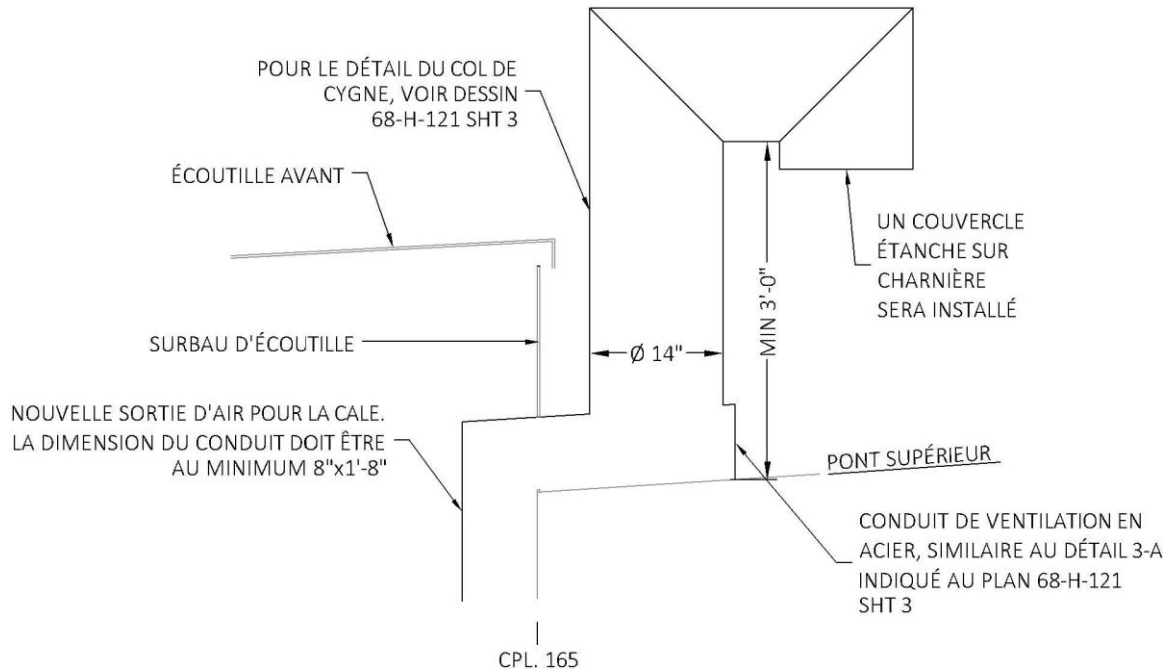 POUR LE DÉTAIL DU COL DE
CYGNE, VOIR DESSIN
68-H-121 SHT 3
ÉCOUTILLE AVANT
UN COUVERCLE
ÉTANCHE SUR
CHARNIÈRE
SERA INSTALLÉ
SURBAU D'ÉCOUTILLE
Ø 14"
MIN 3'-0"
NOUVELLE SORTIE D'AIR POUR LA CALE.
LA DIMENSION DU CONDUIT DOIT ÊTRE
AU MINIMUM 8"x1'-8"
PONT SUPÉRIEUR
CONDUIT DE VENTILATION EN
ACIER, SIMILAIRE AU DÉTAIL 3-A
INDIQUÉ AU PLAN 68-H-121
SHT 3
CPL. 165